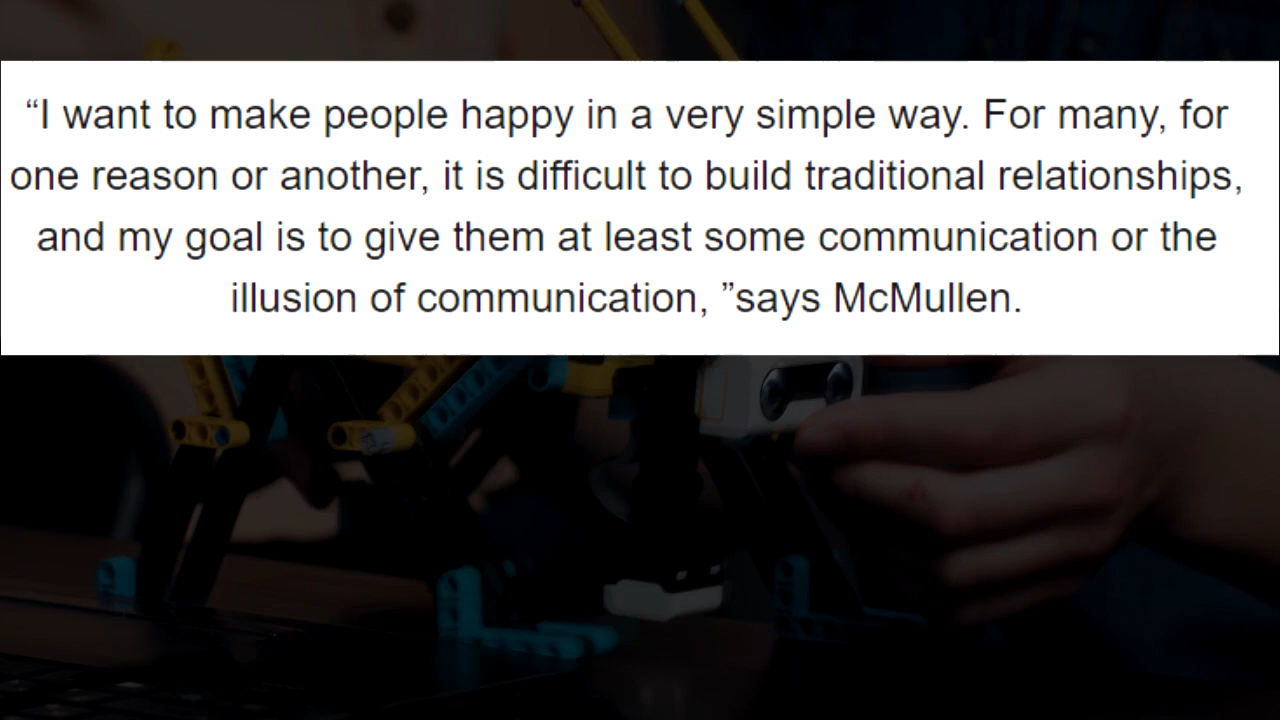 “I want to make people happy in a very simple way. For many, for
one reason or another, it is difficult to build traditional relationships,
and my goal is to give them at least some communication or the
illusion of communication, ”says McMullen.